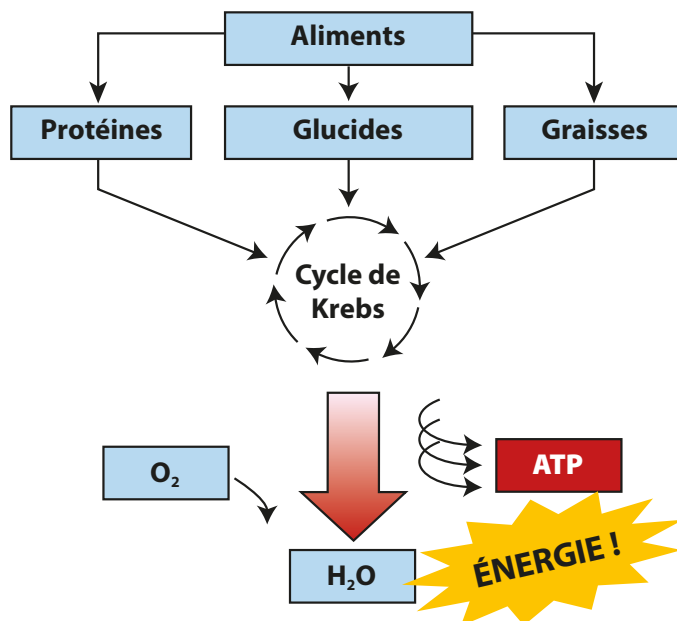 Aliments
Protéines
Glucides
Graisses
Cycle de
Krebs
O₂
ATP
H₂O
ÉNERGIE !